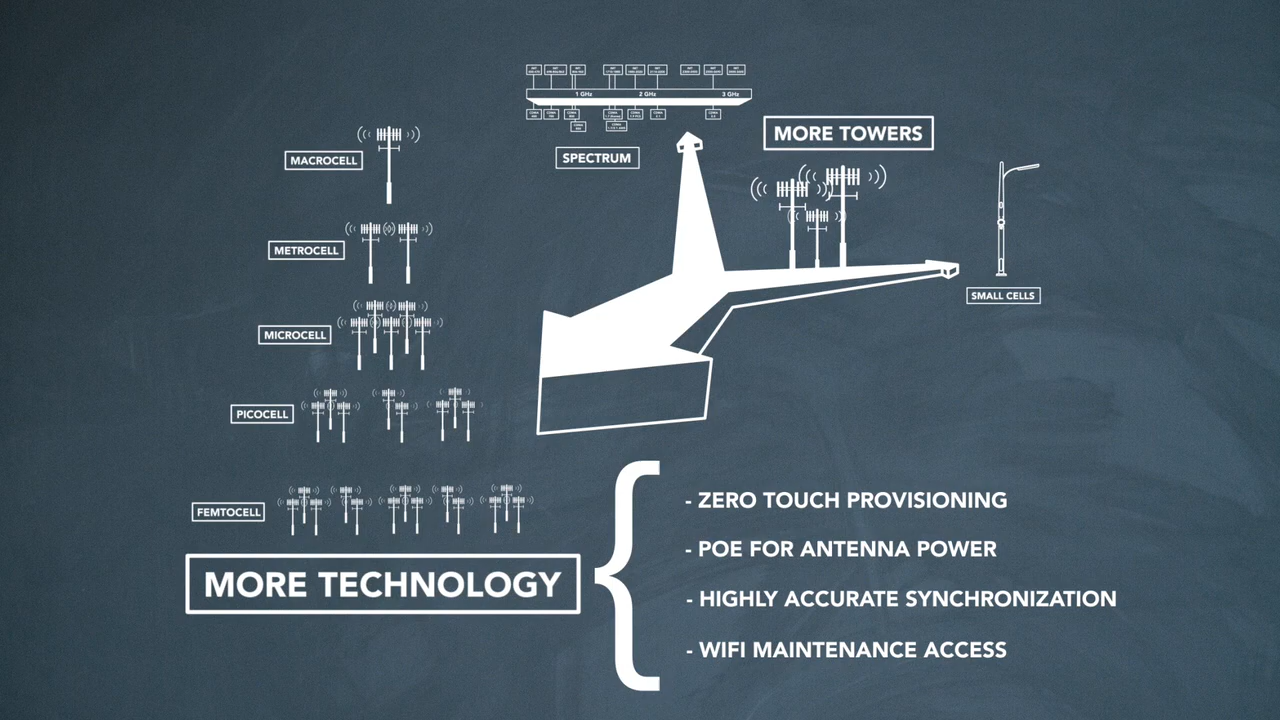 1 GHz 2 GHz 3 GHz
SPECTRUM
MORE TOWERS
MACROCELL
METROCELL
SMALL CELLS
MICROCELL
PICOCELL
FEMTOCELL
MORE TECHNOLOGY
- ZERO TOUCH PROVISIONING
- POE FOR ANTENNA POWER
- HIGHLY ACCURATE SYNCHRONIZATION
- WIFI MAINTENANCE ACCESS